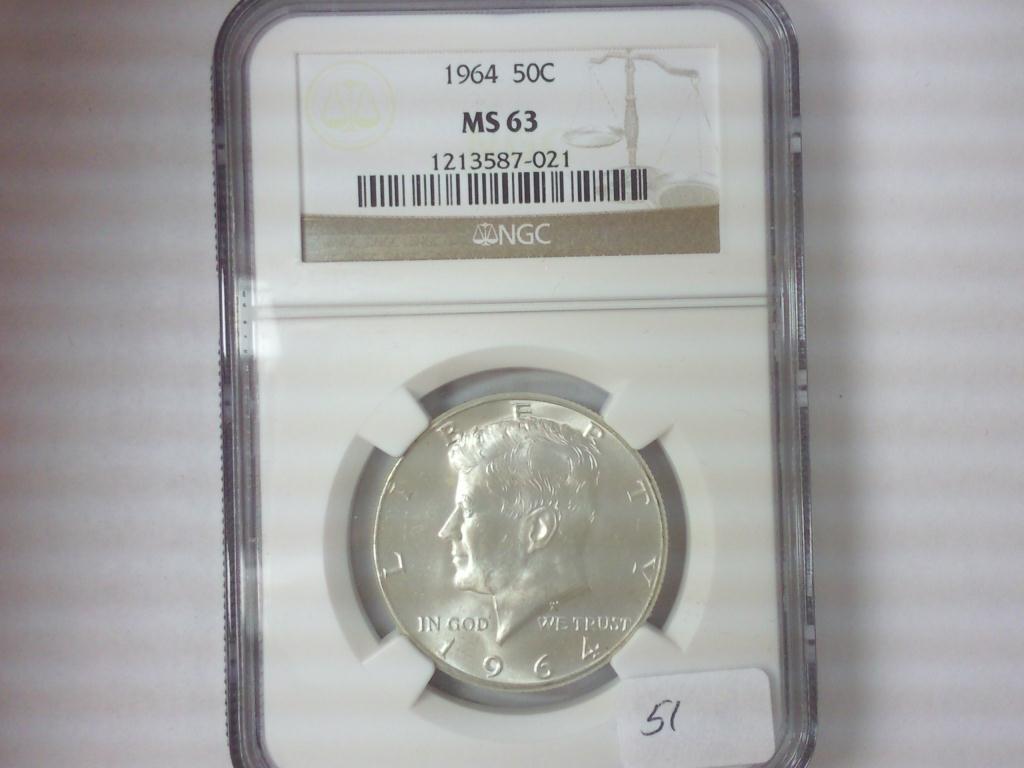 1964 50C
MS 63
1213587-021
NGC
LIBERTY
IN GOD WE TRUST
1964
51